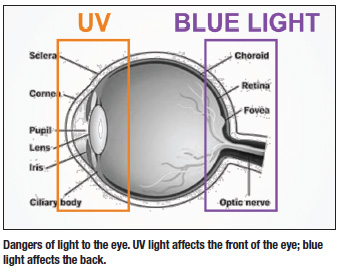 UV BLUE LIGHT
Sclera
Choroid
Cornea
Retina
Fovea
Pupil
Lens
Iris
Ciliary body
Optic nerve
Dangers of light to the eye. UV light affects the front of the eye; blue
light affects the back.